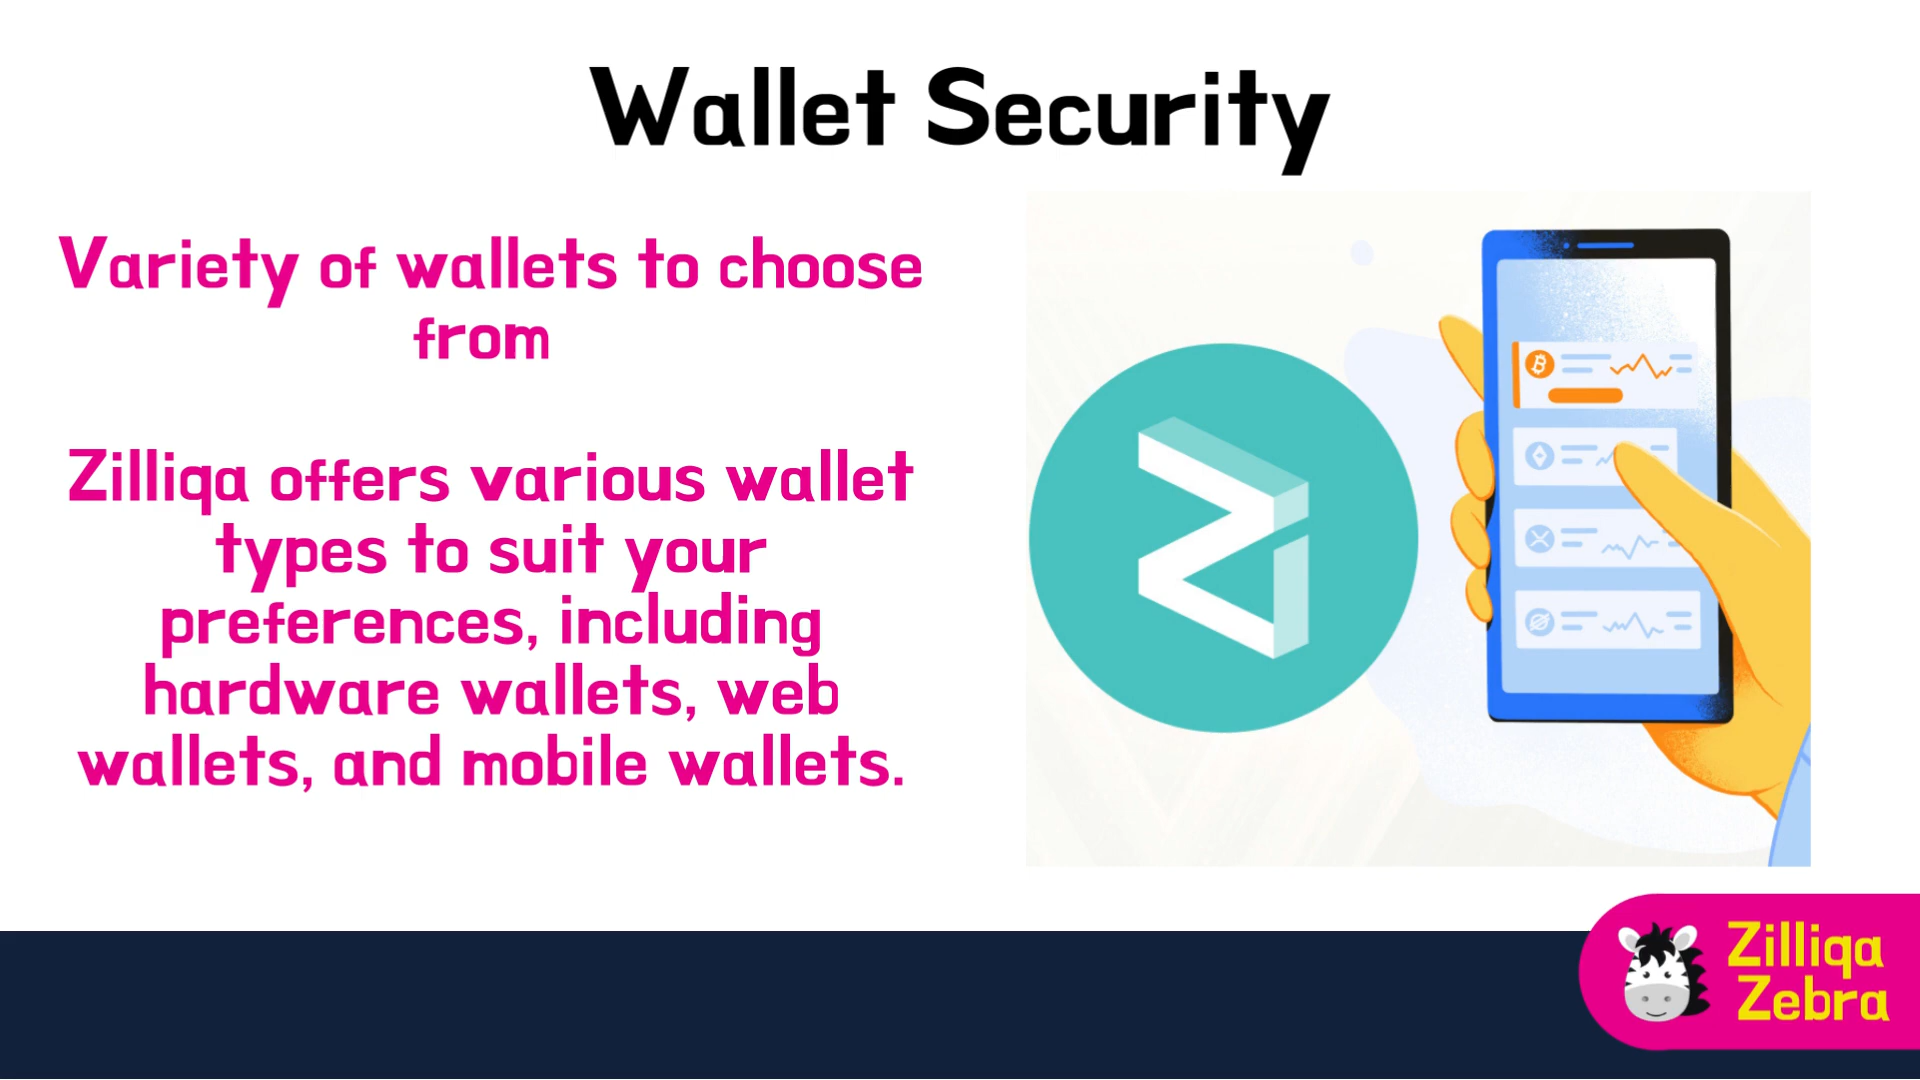 Wallet Security
Variety of wallets to choose
from
Zilliqa offers various wallet
types to suit your
preferences, including
hardware wallets, web
wallets, and mobile wallets.
Zilliqa
Zebra